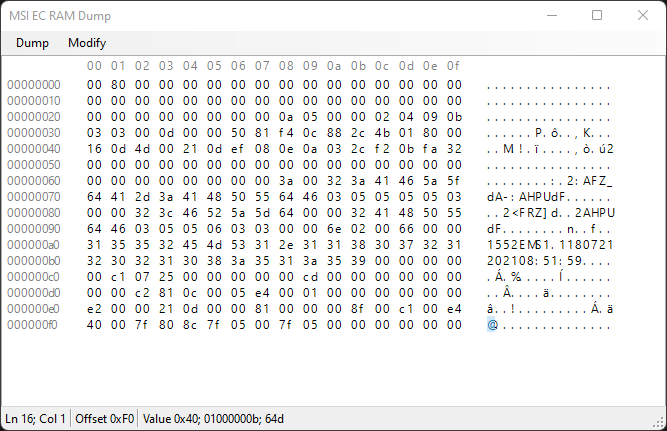 MSI EC RAM Dump
Dump Modify
00 01 02 03 04 05 06 07 08 09 0a 0b 0c 0d 0e 0f
00000000 00 80 00 00 00 00 00 00 00 00 00 00 00 00 00 00 ................
00000010 00 00 00 00 00 00 00 00 00 00 00 00 00 00 00 00 ................
00000020 00 00 00 00 00 00 00 00 0a 05 00 00 02 04 09 0b ................
00000030 03 03 00 0d 00 00 50 81 f4 0c 88 2c 4b 01 80 00 ......P.ô..,K...
00000040 16 0d 4d 00 21 0d ef 08 0e 0a 03 2c f2 0b fa 32 ..M.!.ï....,ò.ú2
00000050 00 00 00 00 00 00 00 00 00 00 00 00 00 00 00 00 ................
00000060 00 00 00 00 00 00 00 00 3a 00 32 3a 41 46 5a 5f ........:.2:AFZ_
00000070 64 41 2d 3a 41 48 50 55 64 46 03 05 05 05 05 03 dA-:AHPUdF......
00000080 00 00 32 3c 46 52 5a 5d 64 00 00 32 41 48 50 55 ..2<FRZ]d..2AHPU
00000090 64 46 03 05 05 06 03 03 00 00 6e 02 00 66 00 00 dF........n..f..
000000a0 31 35 35 32 45 4d 53 31 2e 31 31 38 30 37 32 31 1552EMS1.1180721
000000b0 32 30 32 31 30 38 3a 35 31 3a 35 39 00 00 00 00 202108:51:59....
000000c0 00 c1 07 25 00 00 00 00 00 cd 00 00 00 00 00 00 .Á.%.....Í......
000000d0 00 00 c2 81 0c 00 05 e4 00 01 00 00 00 00 00 00 ..Â....ä........
000000e0 e2 00 00 21 0d 00 00 81 00 00 00 8f 00 c1 00 e4 â..!.........Á.ä
000000f0 40 00 7f 80 8c 7f 05 00 7f 05 00 00 00 00 00 00 @...............
Ln 16; Col 1 Offset 0xF0 Value 0x40; 01000000b; 64d